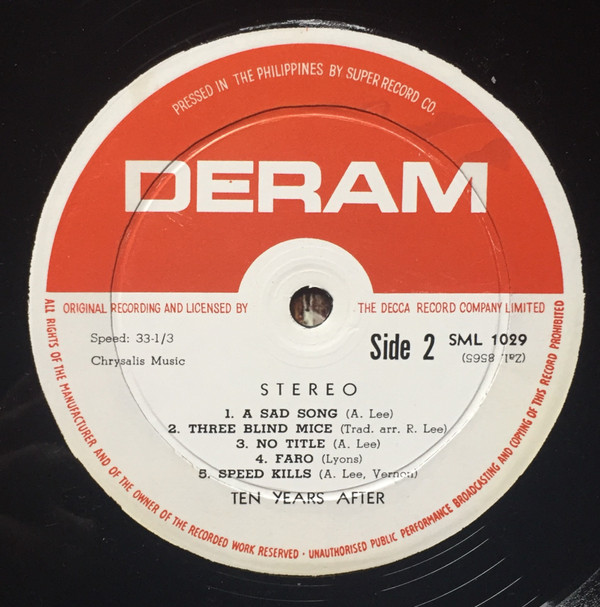 PRESSED IN THE PHILIPPINES BY SUPER RECORD CO.
DERAM
ORIGINAL RECORDING AND LICENSED BY THE DECCA RECORD COMPANY LIMITED
Speed: 33-1/3
Chrysalis Music
Side 2
SML 1029
(ZaL 8565)
STEREO
1. A SAD SONG (A. Lee)
2. THREE BLIND MICE (Trad. arr. R. Lee)
3. NO TITLE (A. Lee)
4. FARO (Lyons)
5. SPEED KILLS (A. Lee, Vernon)
TEN YEARS AFTER
ALL RIGHTS OF THE MANUFACTURER AND OF THE OWNER OF THE RECORDED WORK RESERVED · UNAUTHORISED PUBLIC PERFORMANCE BROADCASTING AND COPYING OF THIS RECORD PROHIBITED